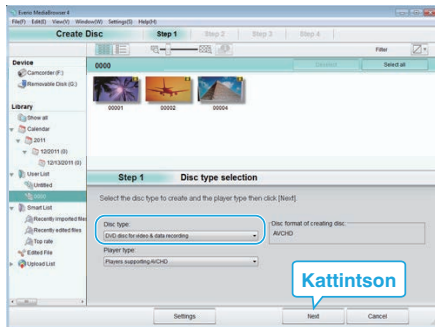 Everio MediaBrowser 4
File(F) Edit(E) View(V) Window(W) Settings(S) Help(H)
Create Disc Step 1 Step 2 Step 3 Step 4
Filter
Device
Camcorder (F:)
Removable Disk (G:)
0000 Select all
00001 00002 00004
Library
Show all
Calendar
2011
12/2011 (0)
12/13/2011 (0)
User List
Untitled
Smart List
Recently imported files
Recently edited files
Top rate
Edited File
Upload List
Step 1 Disc type selection
Select the disc type to create and the player type then click [Next].
Disc type:
DVD disc for video & data recording
Disc format of creating disc.
AVCHD
Player type:
Players supporting AVCHD
Kattintson
Settings Next Cancel